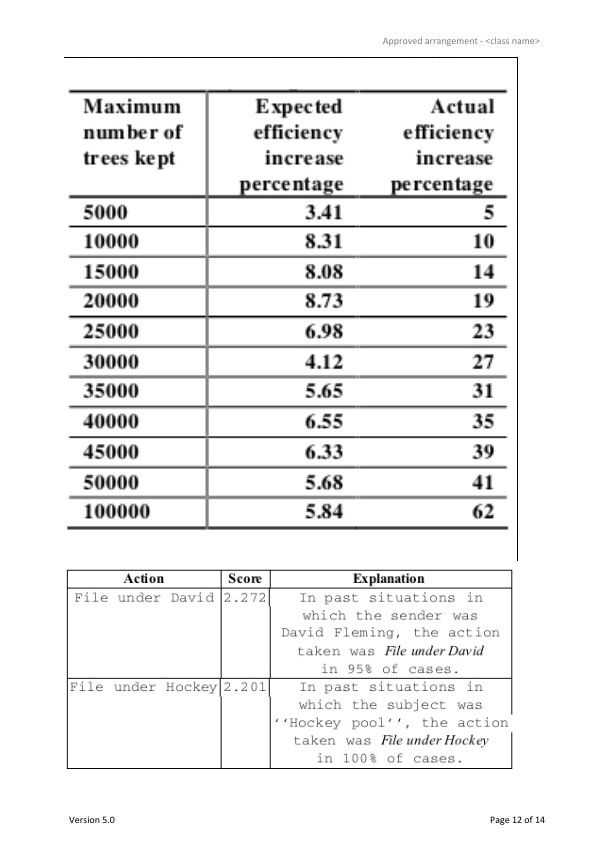 Approved arrangement - <class name>
Maximum number of trees kept	Expected efficiency increase percentage	Actual efficiency increase percentage
5000	3.41	5
10000	8.31	10
15000	8.08	14
20000	8.73	19
25000	6.98	23
30000	4.12	27
35000	5.65	31
40000	6.55	35
45000	6.33	39
50000	5.68	41
100000	5.84	62
Action	Score	Explanation
File under David	2.272	In past situations in
which the sender was
David Fleming, the action
taken was File under David
in 95% of cases.
File under Hockey	2.201	In past situations in
which the subject was
‘‘Hockey pool’’, the action
taken was File under Hockey
in 100% of cases.
Version 5.0	Page 12 of 14